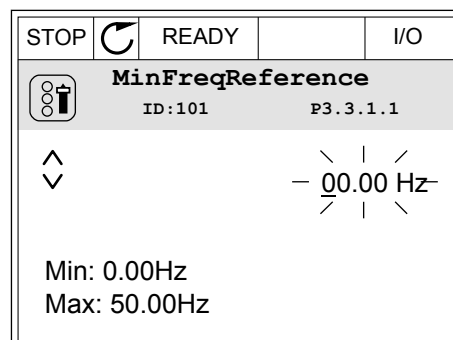 STOP READY I/O
MinFreqReference
ID:101 P3.3.1.1
00.00 Hz
Min: 0.00Hz
Max: 50.00Hz